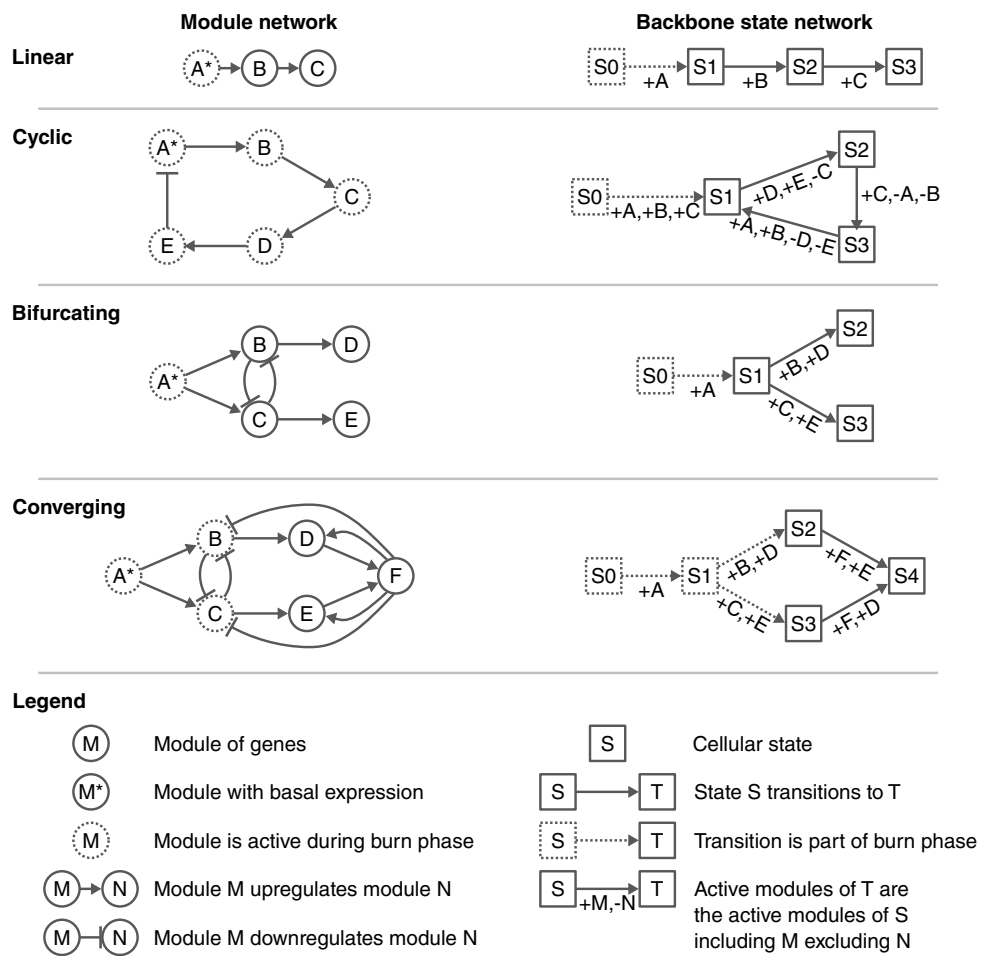 Module network
Backbone state network
Linear
A* B C
S0 S1 S2 S3
+A +B +C
Cyclic
A* B
C
E D
S2
S0 S1
S3
+A,+B,+C
+D,+E,-C
+C,-A,-B
+A,+B,-D,-E
Bifurcating
B D
A*
C E
S2
S0 S1
S3
+A
+B,+D
+C,+E
Converging
B D
A* F
C E
S2
S0 S1 S4
S3
+A
+B,+D
+C,+E
+F,+E
+F,+D
Legend
M Module of genes
M* Module with basal expression
M Module is active during burn phase
M N Module M upregulates module N
M N Module M downregulates module N
S Cellular state
S T State S transitions to T
S T Transition is part of burn phase
S +M,-N T Active modules of T are
the active modules of S
including M excluding N